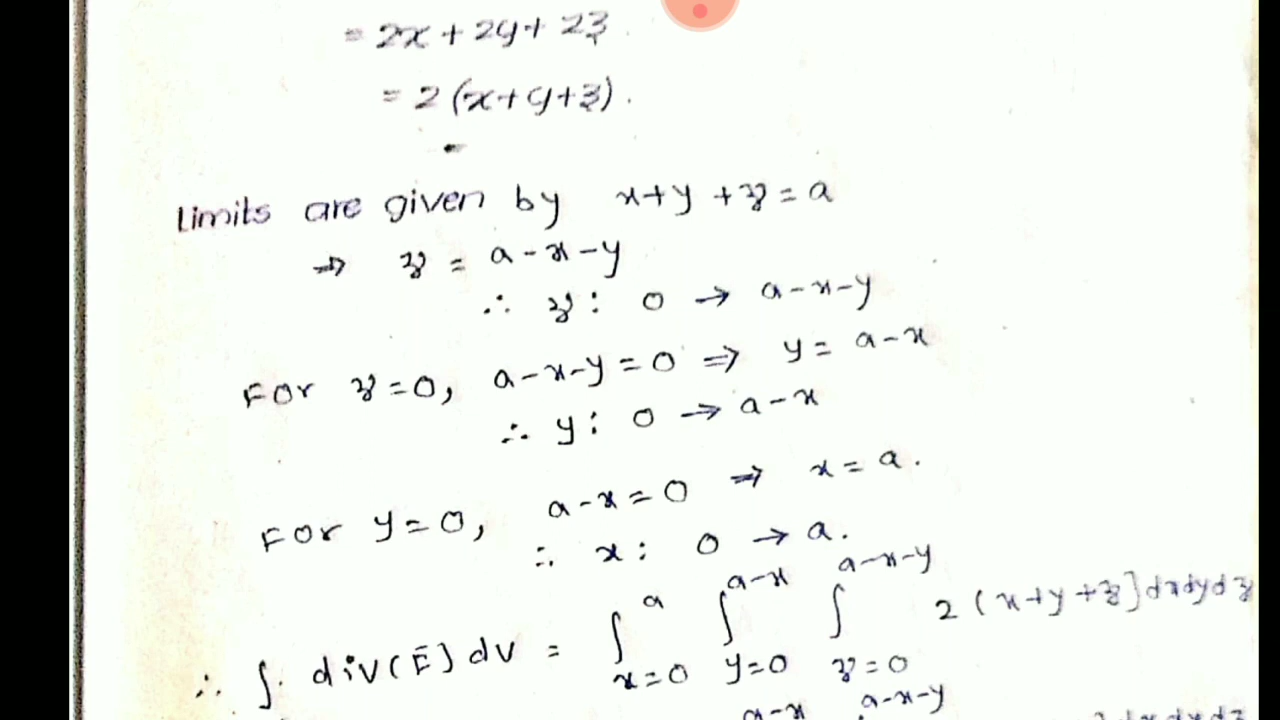 = 2x + 2y + 2z
= 2 (x+y+z).
Limits are given by x+y+z = a
⇒ z = a-x-y
∴ z : 0 → a-x-y
For z=0, a-x-y=0 ⇒ y = a-x
∴ y : 0 → a-x
For y=0, a-x=0 ⇒ x = a.
∴ x : 0 → a.
∴ ∫ div(Ē) dv = ∫ x=0 a ∫ y=0 a-x ∫ z=0 a-x-y 2 (x+y+z) dxdydz
a-x a-x-y